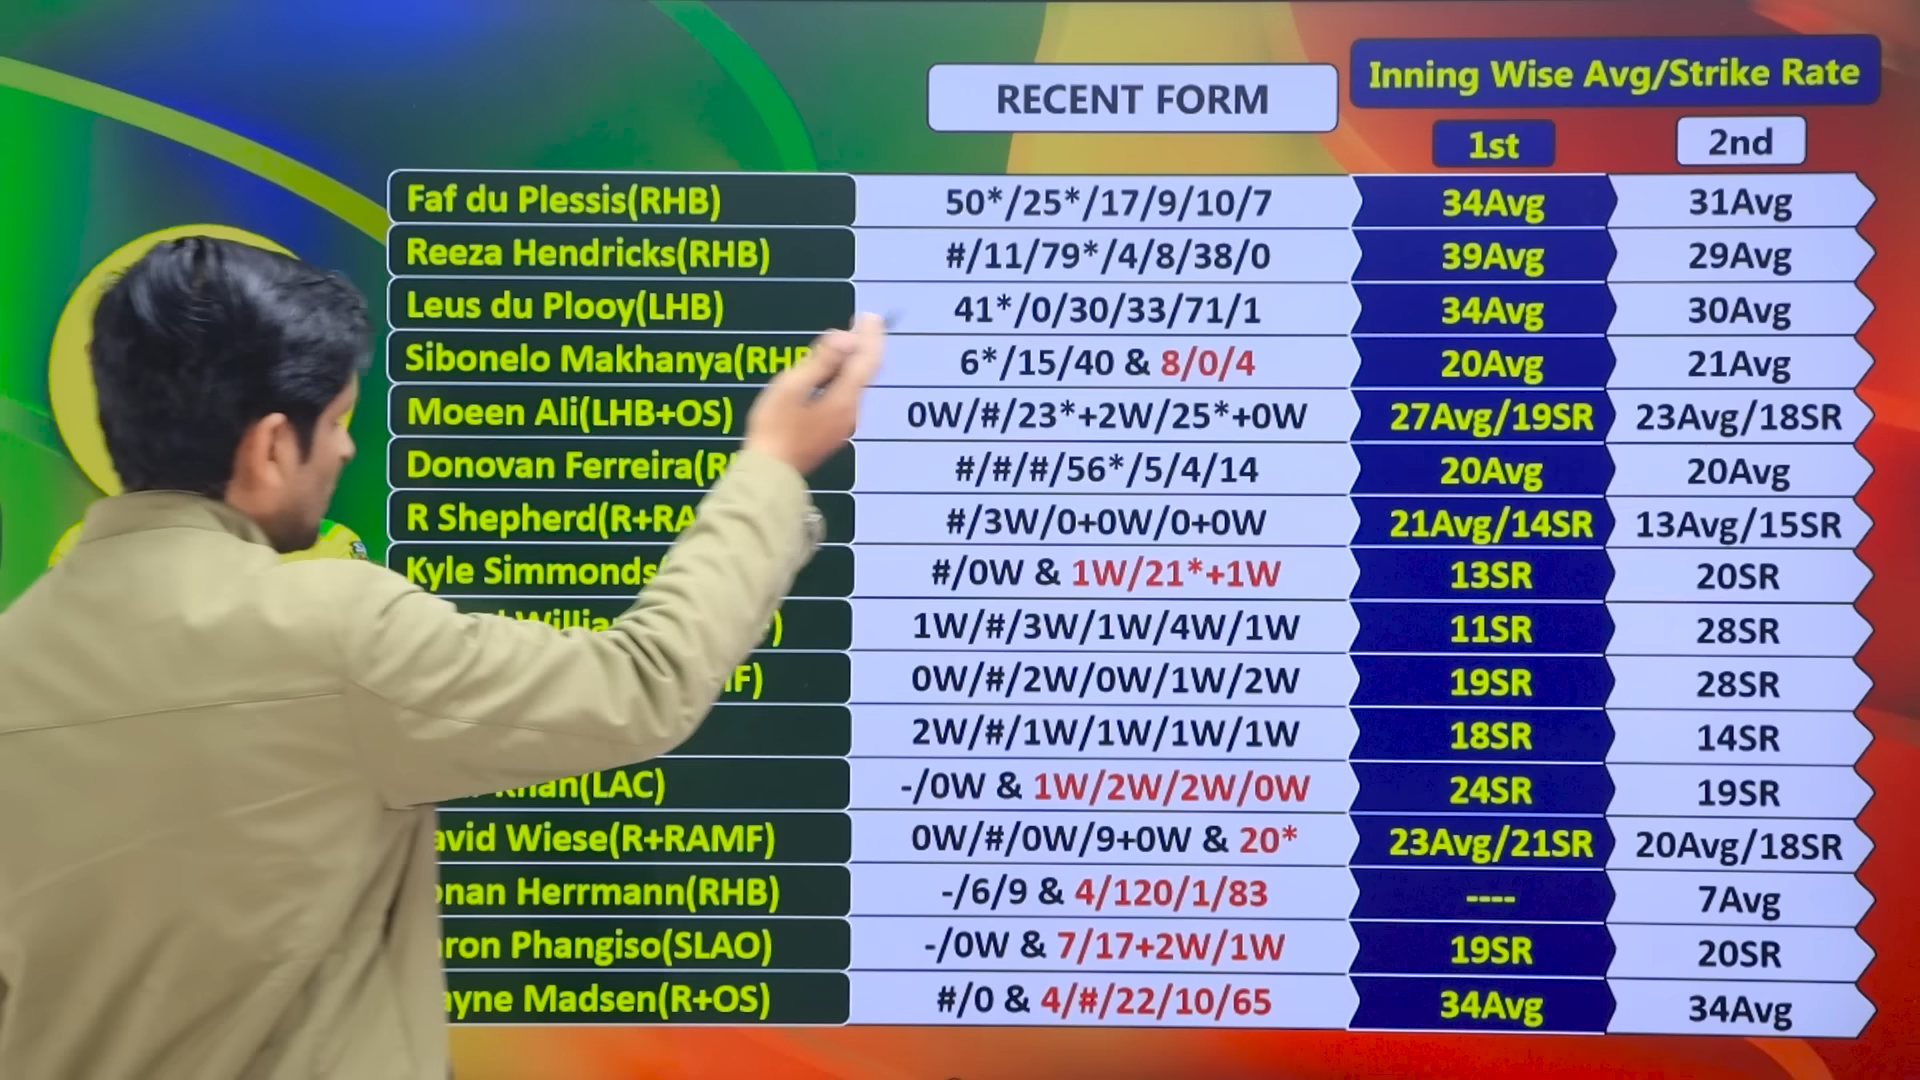 RECENT FORM
Inning Wise Avg/Strike Rate
1st 2nd
Faf du Plessis(RHB) 50*/25*/17/9/10/7 34Avg 31Avg
Reeza Hendricks(RHB) #/11/79*/4/8/38/0 39Avg 29Avg
Leus du Plooy(LHB) 41*/0/30/33/71/1 34Avg 30Avg
Sibonelo Makhanya(RHB 6*/15/40 & 8/0/4 20Avg 21Avg
Moeen Ali(LHB+OS) 0W/#/23*+2W/25*+0W 27Avg/19SR 23Avg/18SR
Donovan Ferreira( #/#/#/56*/5/4/14 20Avg 20Avg
R Shepherd(R+RA #/3W/0+0W/0+0W 21Avg/14SR 13Avg/15SR
Kyle Simmonds #/0W & 1W/21*+1W 13SR 20SR
1W/#/3W/1W/4W/1W 11SR 28SR
0W/#/2W/0W/1W/2W 19SR 28SR
2W/#/1W/1W/1W/1W 18SR 14SR
Khan(LAC) -/0W & 1W/2W/2W/0W 24SR 19SR
avid Wiese(R+RAMF) 0W/#/0W/9+0W & 20* 23Avg/21SR 20Avg/18SR
onan Herrmann(RHB) -/6/9 & 4/120/1/83 ---- 7Avg
aron Phangiso(SLAO) -/0W & 7/17+2W/1W 19SR 20SR
ayne Madsen(R+OS) #/0 & 4/#/22/10/65 34Avg 34Avg